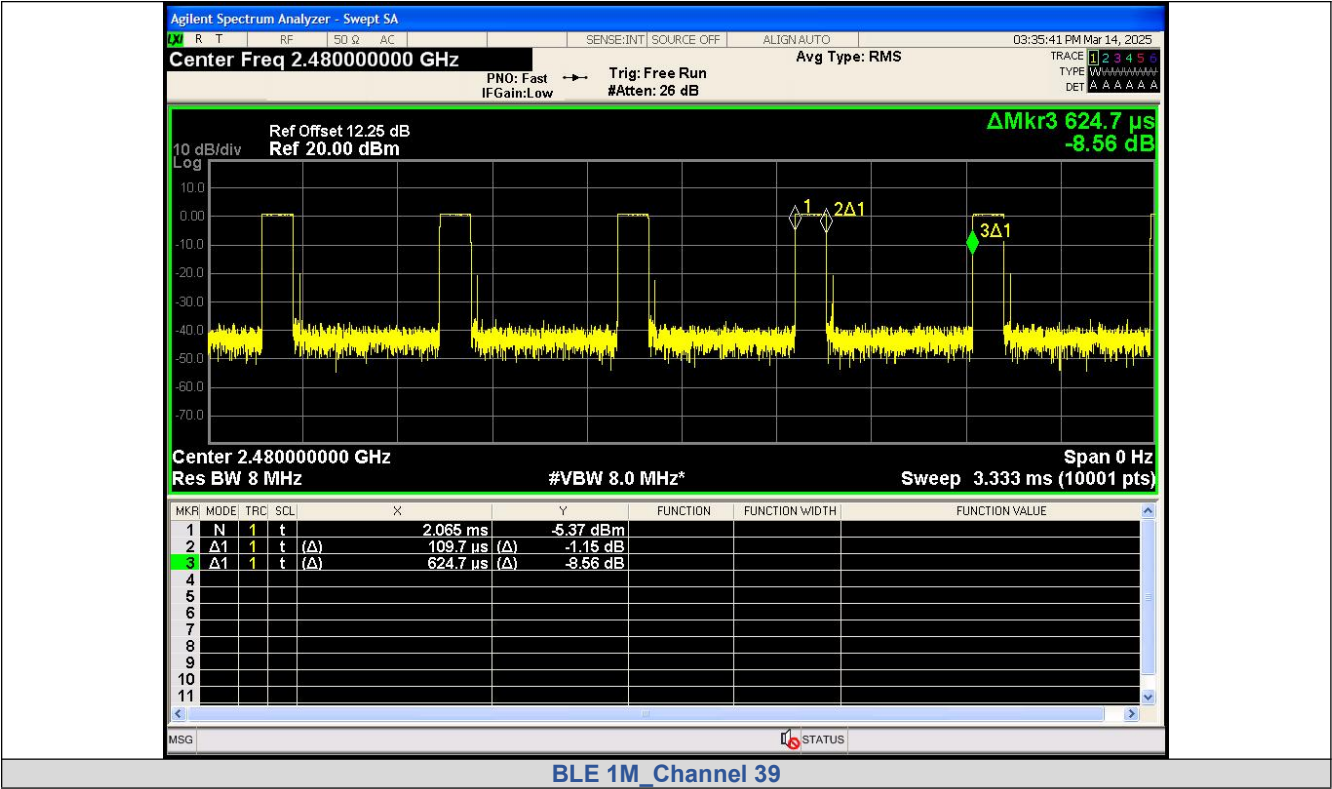 Agilent Spectrum Analyzer - Swept SA
LXI R T RF 50 Ω AC SENSE:INT SOURCE OFF ALIGN AUTO 03:35:41 PM Mar 14, 2025
Center Freq 2.480000000 GHz Avg Type: RMS TRACE 1 2 3 4 5 6
PNO: Fast Trig: Free Run TYPE WWWWWW
IFGain:Low #Atten: 26 dB DET A A A A A A
ΔMkr3 624.7 µs
-8.56 dB
Ref Offset 12.25 dB
10 dB/div Ref 20.00 dBm
Log
10.0
0.00
-10.0
-20.0
-30.0
-40.0
-50.0
-60.0
-70.0
1
2Δ1
3Δ1
Center 2.480000000 GHz Span 0 Hz
Res BW 8 MHz #VBW 8.0 MHz* Sweep 3.333 ms (10001 pts)
MKR MODE TRC SCL X Y FUNCTION FUNCTION WIDTH FUNCTION VALUE
1 N 1 t 2.065 ms -5.37 dBm
2 Δ1 1 t (Δ) 109.7 µs (Δ) -1.15 dB
3 Δ1 1 t (Δ) 624.7 µs (Δ) -8.56 dB
4
5
6
7
8
9
10
11
MSG STATUS
BLE 1M_Channel 39